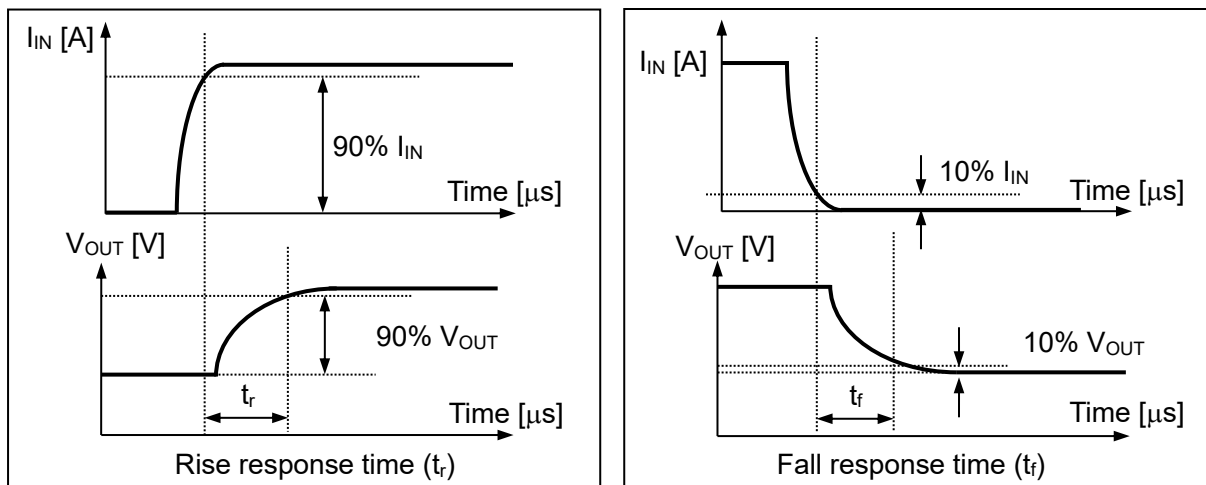 I_IN [A]
90% I_IN
Time [μs]
V_OUT [V]
90% V_OUT
t_r
Time [μs]
Rise response time (t_r)
I_IN [A]
10% I_IN
Time [μs]
V_OUT [V]
10% V_OUT
t_f
Time [μs]
Fall response time (t_f)